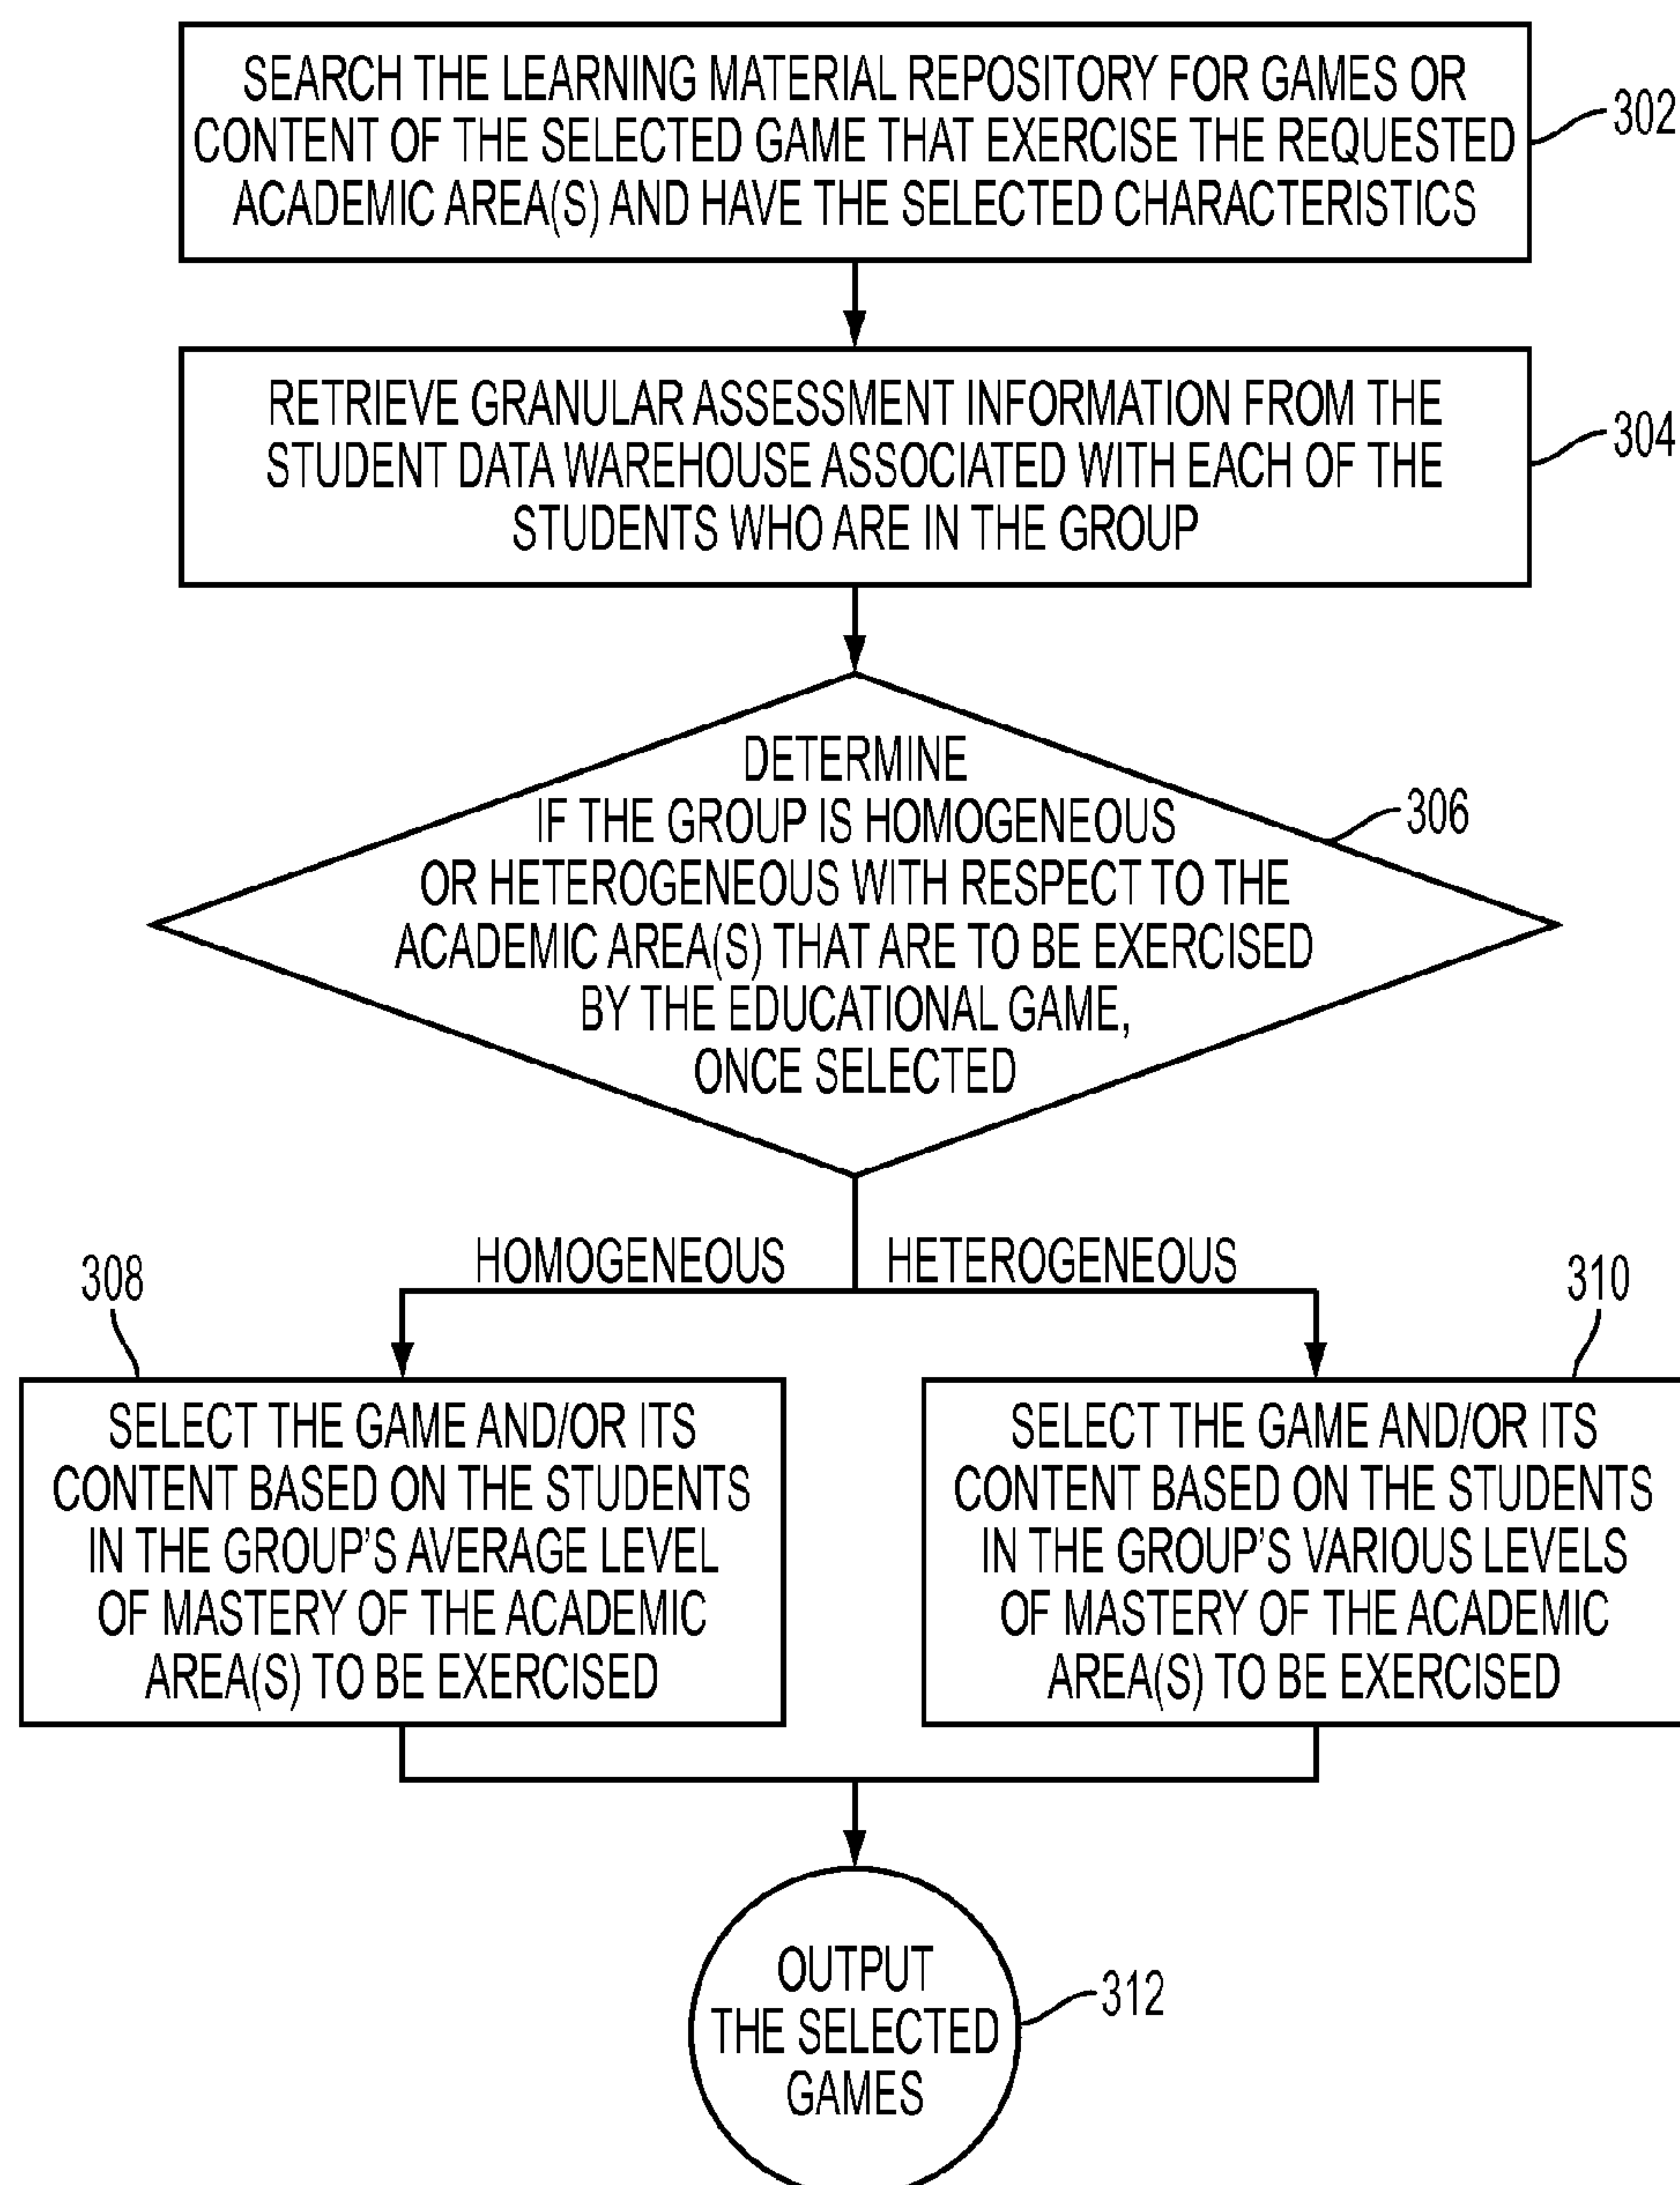 SEARCH THE LEARNING MATERIAL REPOSITORY FOR GAMES OR
CONTENT OF THE SELECTED GAME THAT EXERCISE THE REQUESTED
ACADEMIC AREA(S) AND HAVE THE SELECTED CHARACTERISTICS
302
RETRIEVE GRANULAR ASSESSMENT INFORMATION FROM THE
STUDENT DATA WAREHOUSE ASSOCIATED WITH EACH OF THE
STUDENTS WHO ARE IN THE GROUP
304
DETERMINE
IF THE GROUP IS HOMOGENEOUS
OR HETEROGENEOUS WITH RESPECT TO THE
ACADEMIC AREA(S) THAT ARE TO BE EXERCISED
BY THE EDUCATIONAL GAME,
ONCE SELECTED
306
HOMOGENEOUS
HETEROGENEOUS
308
SELECT THE GAME AND/OR ITS
CONTENT BASED ON THE STUDENTS
IN THE GROUP'S AVERAGE LEVEL
OF MASTERY OF THE ACADEMIC
AREA(S) TO BE EXERCISED
310
SELECT THE GAME AND/OR ITS
CONTENT BASED ON THE STUDENTS
IN THE GROUP'S VARIOUS LEVELS
OF MASTERY OF THE ACADEMIC
AREA(S) TO BE EXERCISED
OUTPUT
THE SELECTED
GAMES
312